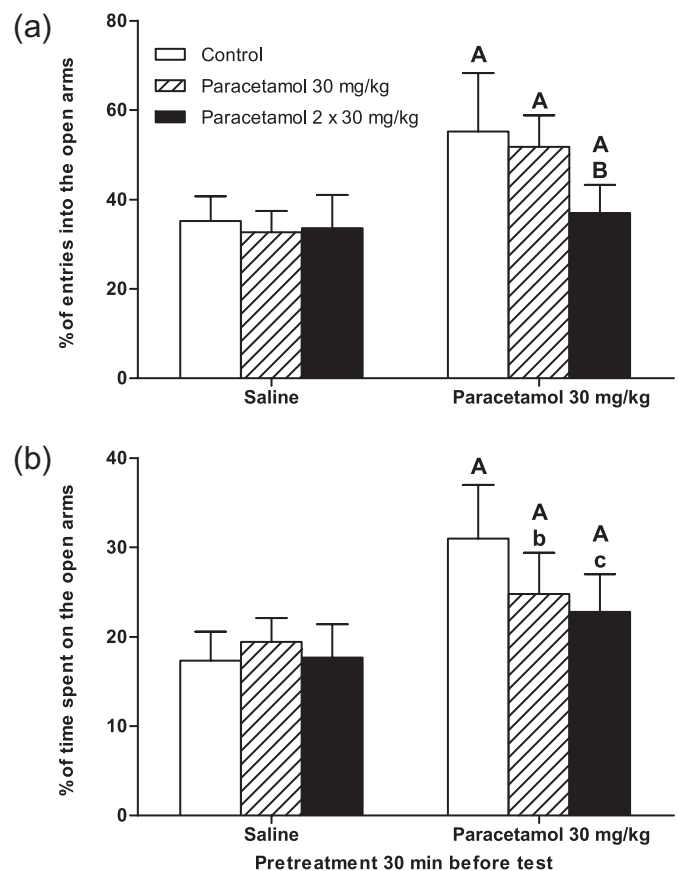 (a)
% of entries into the open arms
80
60
40
20
0
Control
Paracetamol 30 mg/kg
Paracetamol 2 x 30 mg/kg
A
A
A
B
Saline
Paracetamol 30 mg/kg
(b)
% of time spent on the open arms
40
30
20
10
0
A
A
b
A
c
Saline
Paracetamol 30 mg/kg
Pretreatment 30 min before test